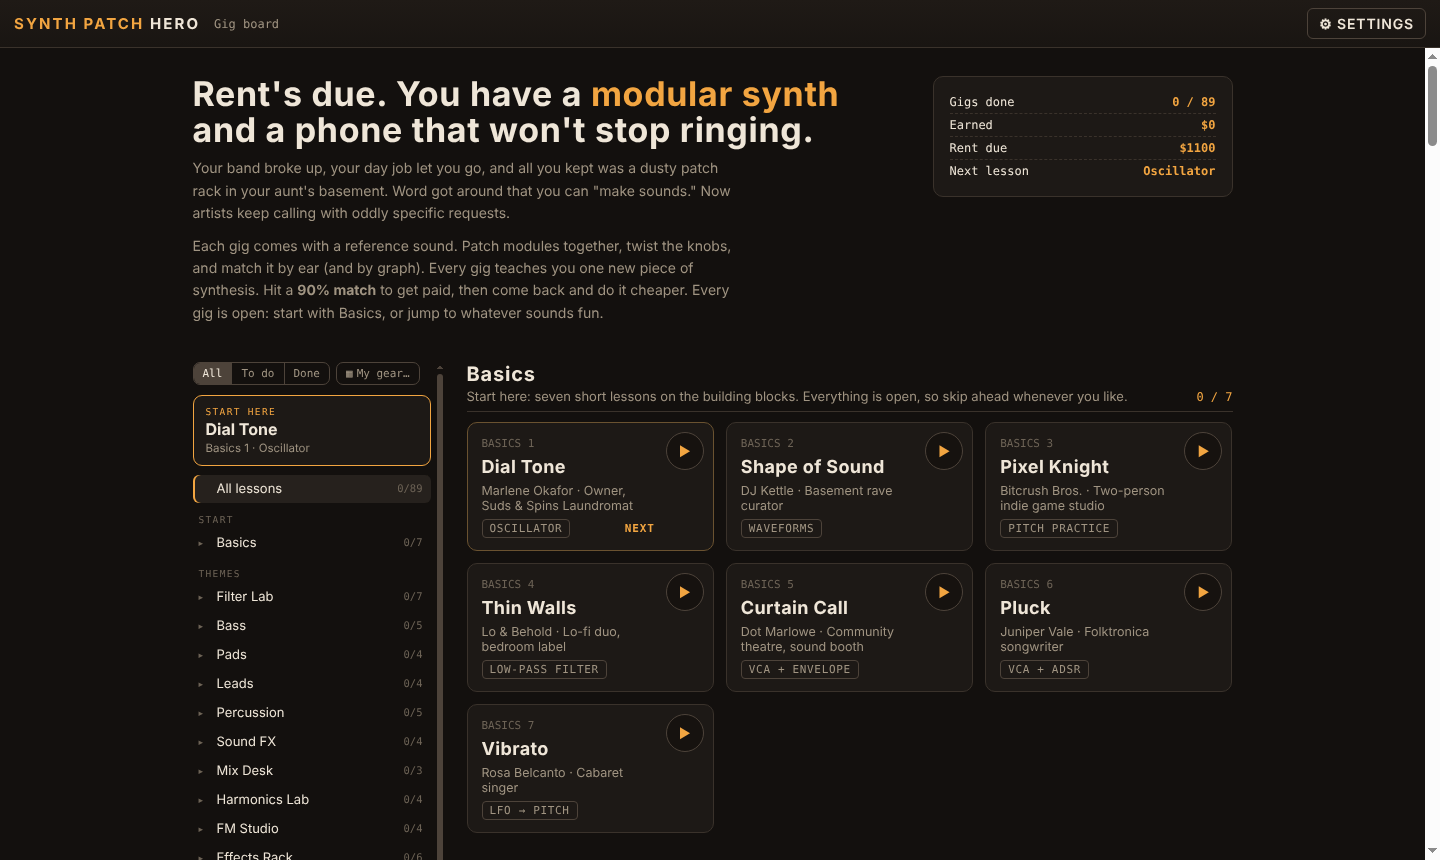 SYNTH PATCH HERO Gig board
⚙ SETTINGS
Rent's due. You have a modular synth
and a phone that won't stop ringing.
Your band broke up, your day job let you go, and all you kept was a dusty patch
rack in your aunt's basement. Word got around that you can "make sounds." Now
artists keep calling with oddly specific requests.
Each gig comes with a reference sound. Patch modules together, twist the knobs,
and match it by ear (and by graph). Every gig teaches you one new piece of
synthesis. Hit a 90% match to get paid, then come back and do it cheaper. Every
gig is open: start with Basics, or jump to whatever sounds fun.
Gigs done 0 / 89
Earned $0
Rent due $1100
Next lesson Oscillator
All To do Done ▦ My gear…
START HERE
Dial Tone
Basics 1 · Oscillator
All lessons 0/89
START
▸ Basics 0/7
THEMES
▸ Filter Lab 0/7
▸ Bass 0/5
▸ Pads 0/4
▸ Leads 0/4
▸ Percussion 0/5
▸ Sound FX 0/4
▸ Mix Desk 0/3
▸ Harmonics Lab 0/4
▸ FM Studio 0/4
▸ Effects Rack 0/6
Basics
Start here: seven short lessons on the building blocks. Everything is open, so skip ahead whenever you like. 0 / 7
BASICS 1
Dial Tone
Marlene Okafor · Owner,
Suds & Spins Laundromat
OSCILLATOR NEXT
BASICS 2
Shape of Sound
DJ Kettle · Basement rave
curator
WAVEFORMS
BASICS 3
Pixel Knight
Bitcrush Bros. · Two-person
indie game studio
PITCH PRACTICE
BASICS 4
Thin Walls
Lo & Behold · Lo-fi duo,
bedroom label
LOW-PASS FILTER
BASICS 5
Curtain Call
Dot Marlowe · Community
theatre, sound booth
VCA + ENVELOPE
BASICS 6
Pluck
Juniper Vale · Folktronica
songwriter
VCA + ADSR
BASICS 7
Vibrato
Rosa Belcanto · Cabaret
singer
LFO → PITCH